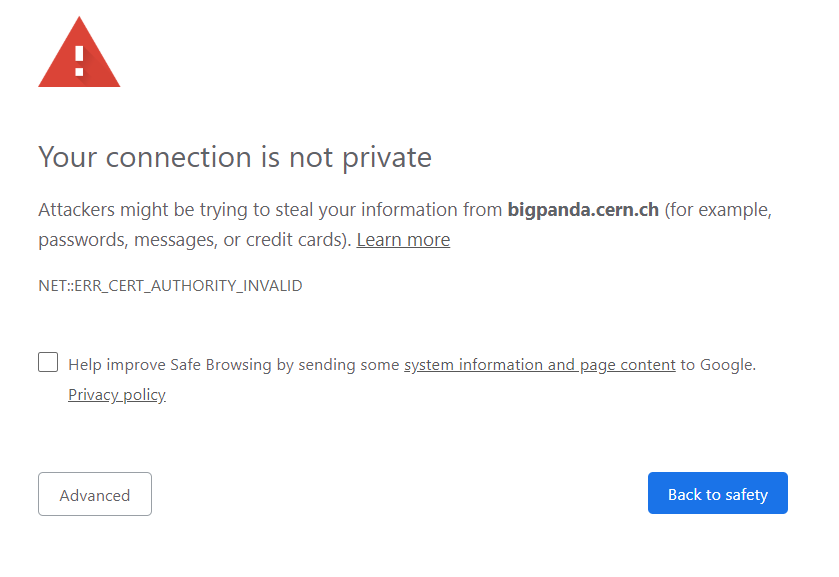 Your connection is not private
Attackers might be trying to steal your information from bigpanda.cern.ch (for example,
passwords, messages, or credit cards). Learn more
NET::ERR_CERT_AUTHORITY_INVALID
Help improve Safe Browsing by sending some system information and page content to Google.
Privacy policy
Advanced
Back to safety